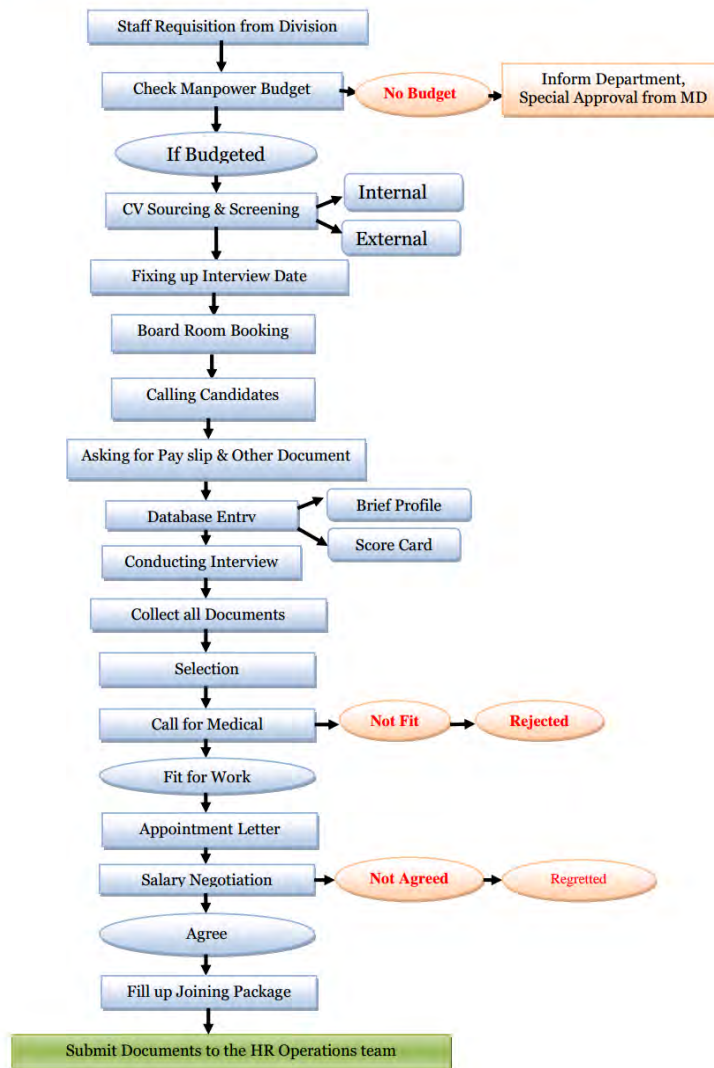 Staff Requisition from Division
Check Manpower Budget
No Budget
Inform Department,
Special Approval from MD
If Budgeted
CV Sourcing & Screening
Internal
External
Fixing up Interview Date
Board Room Booking
Calling Candidates
Asking for Pay slip & Other Document
Database Entry
Brief Profile
Score Card
Conducting Interview
Collect all Documents
Selection
Call for Medical
Not Fit
Rejected
Fit for Work
Appointment Letter
Salary Negotiation
Not Agreed
Regretted
Agree
Fill up Joining Package
Submit Documents to the HR Operations team